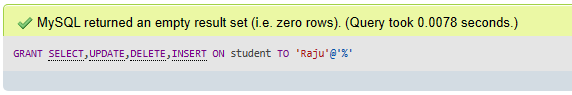 MySQL returned an empty result set (i.e. zero rows). (Query took 0.0078 seconds.)
GRANT SELECT,UPDATE,DELETE,INSERT ON student TO 'Raju'@'%'